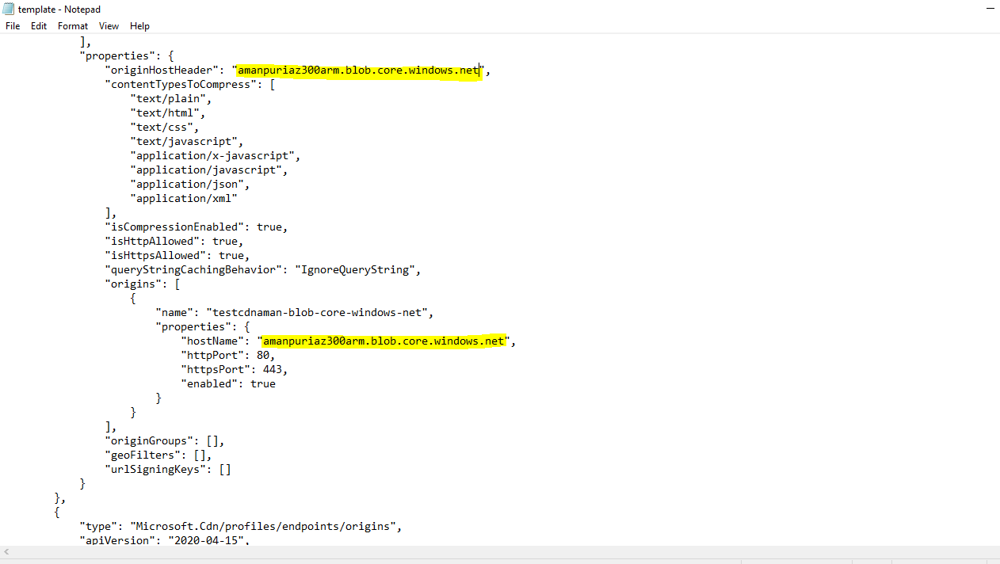 template - Notepad
File Edit Format View Help
],
"properties": {
"originHostHeader": "amanpuriaz300arm.blob.core.windows.net",
"contentTypesToCompress": [
"text/plain",
"text/html",
"text/css",
"text/javascript",
"application/x-javascript",
"application/javascript",
"application/json",
"application/xml"
],
"isCompressionEnabled": true,
"isHttpAllowed": true,
"isHttpsAllowed": true,
"queryStringCachingBehavior": "IgnoreQueryString",
"origins": [
{
"name": "testcdnaman-blob-core-windows-net",
"properties": {
"hostName": "amanpuriaz300arm.blob.core.windows.net",
"httpPort": 80,
"httpsPort": 443,
"enabled": true
}
}
],
"originGroups": [],
"geoFilters": [],
"urlSigningKeys": []
}
},
{
"type": "Microsoft.Cdn/profiles/endpoints/origins",
"apiVersion": "2020-04-15",